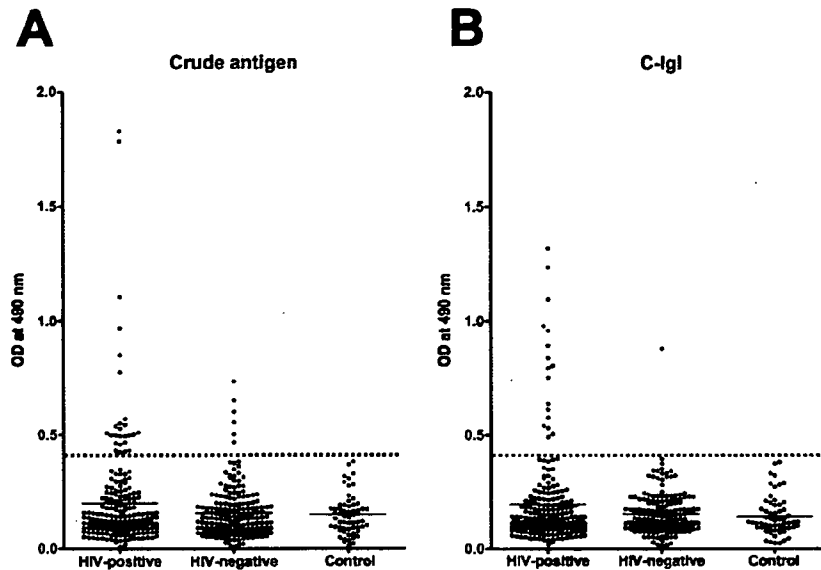 A
B
Crude antigen
C-IgI
2.0
1.5
1.0
0.5
0.0
OD at 490 nm
HIV-positive
HIV-negative
Control
2.0
1.5
1.0
0.5
0.0
OD at 490 nm
HIV-positive
HIV-negative
Control